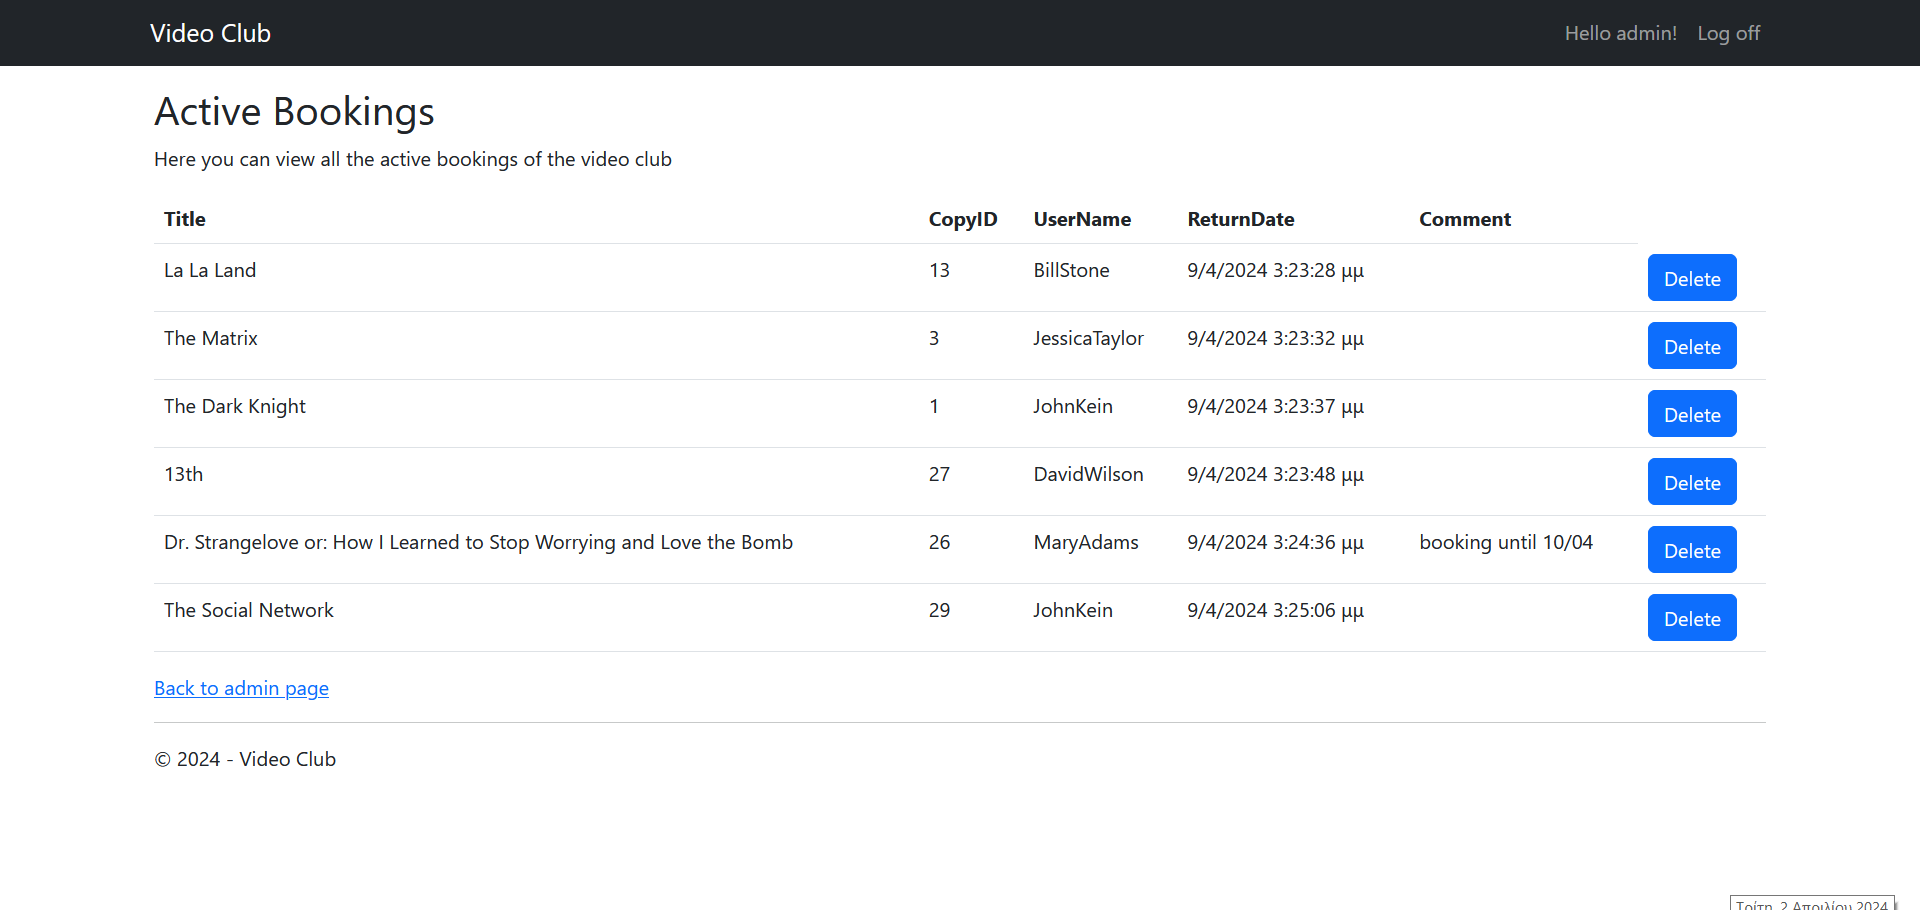 Video Club Hello admin! Log off
Active Bookings
Here you can view all the active bookings of the video club
Title CopyID UserName ReturnDate Comment
La La Land 13 BillStone 9/4/2024 3:23:28 μμ Delete
The Matrix 3 JessicaTaylor 9/4/2024 3:23:32 μμ Delete
The Dark Knight 1 JohnKein 9/4/2024 3:23:37 μμ Delete
13th 27 DavidWilson 9/4/2024 3:23:48 μμ Delete
Dr. Strangelove or: How I Learned to Stop Worrying and Love the Bomb 26 MaryAdams 9/4/2024 3:24:36 μμ booking until 10/04 Delete
The Social Network 29 JohnKein 9/4/2024 3:25:06 μμ Delete
Back to admin page
© 2024 - Video Club
Τρίτη, 2 Απριλίου 2024